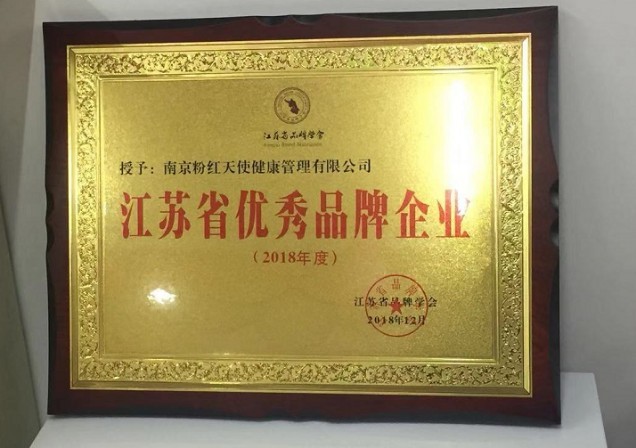 江苏省品牌学会
授予：南京粉红天使健康管理有限公司
江苏省优秀品牌企业
（2018年度）
江苏省品牌学会
2018年12月